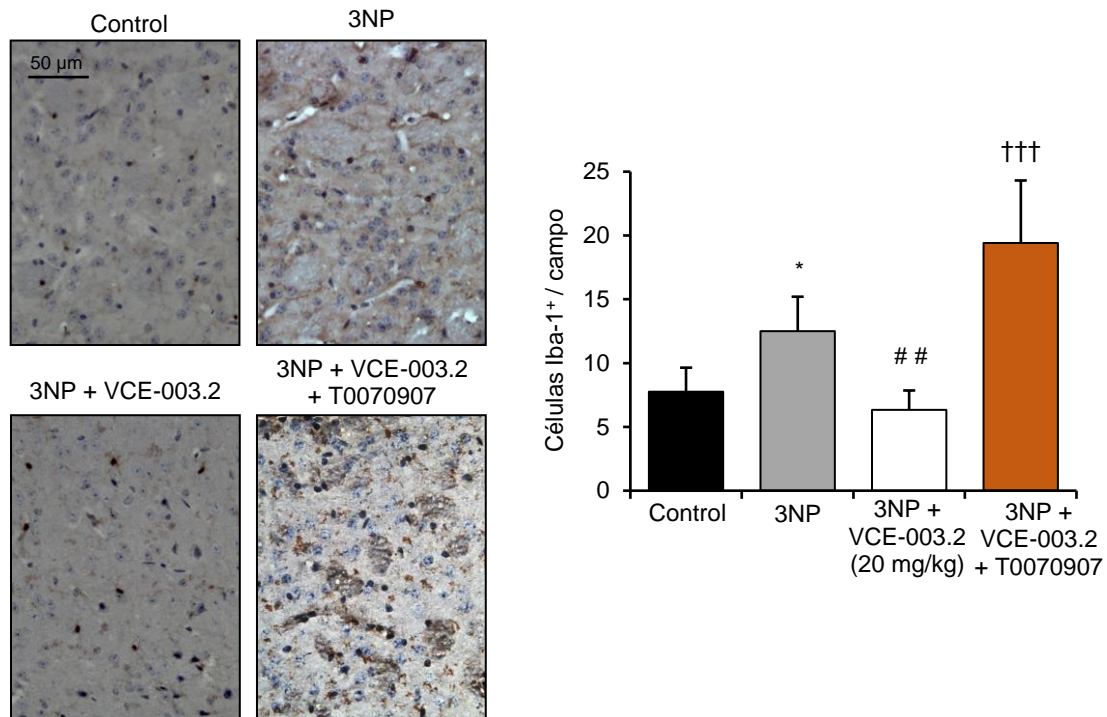 Control
3NP
50 µm
3NP + VCE-003.2
3NP + VCE-003.2
+ T0070907
Células Iba-1⁺ / campo
25
20
15
10
5
0
*
# #
†††
Control
3NP
3NP +
VCE-003.2
(20 mg/kg)
3NP +
VCE-003.2
+ T0070907